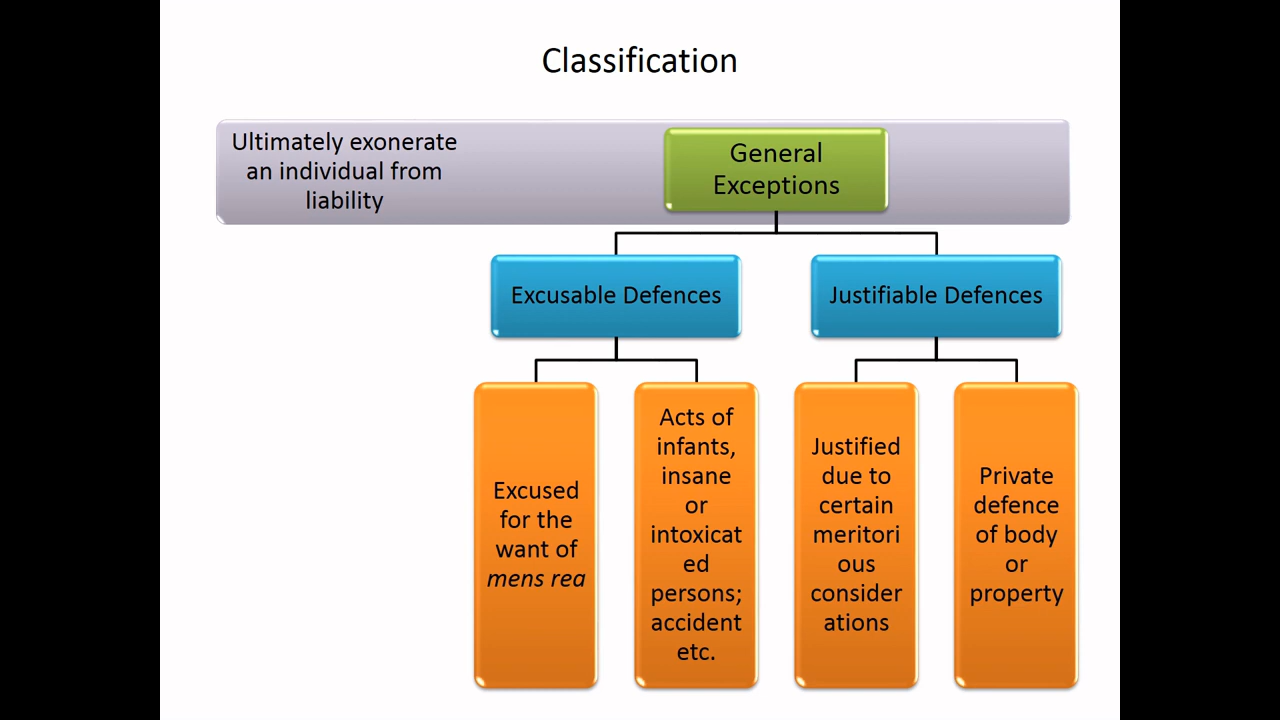 Classification
Ultimately exonerate
an individual from
liability
General
Exceptions
Excusable Defences
Justifiable Defences
Excused
for the
want of
mens rea
Acts of
infants,
insane
or
intoxicat
ed
persons;
accident
etc.
Justified
due to
certain
meritori
ous
consider
ations
Private
defence
of body
or
property